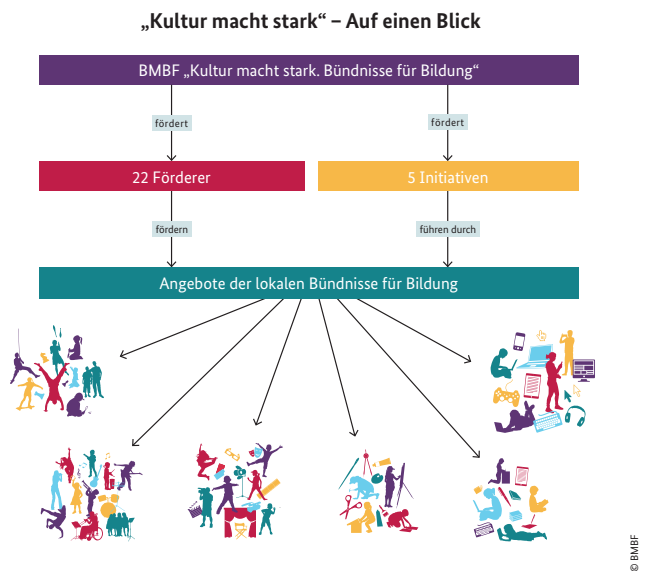 „Kultur macht stark“ – Auf einen Blick
BMBF „Kultur macht stark. Bündnisse für Bildung“
fördert
fördert
22 Förderer
5 Initiativen
fördern
führen durch
Angebote der lokalen Bündnisse für Bildung
© BMBF